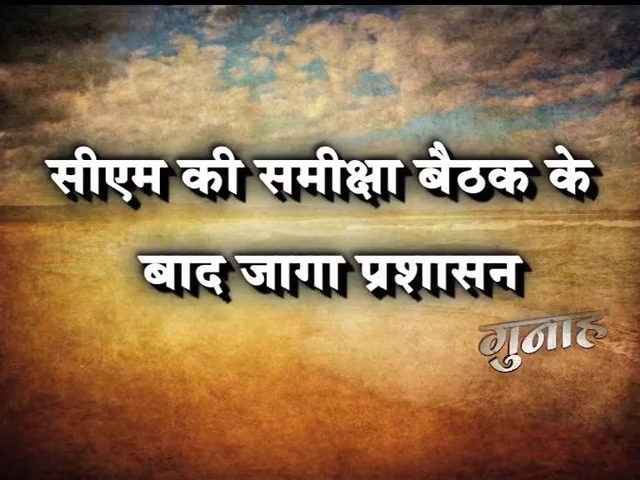 सीएम की समीक्षा बैठक के
बाद जागा प्रशासन
गुनाह